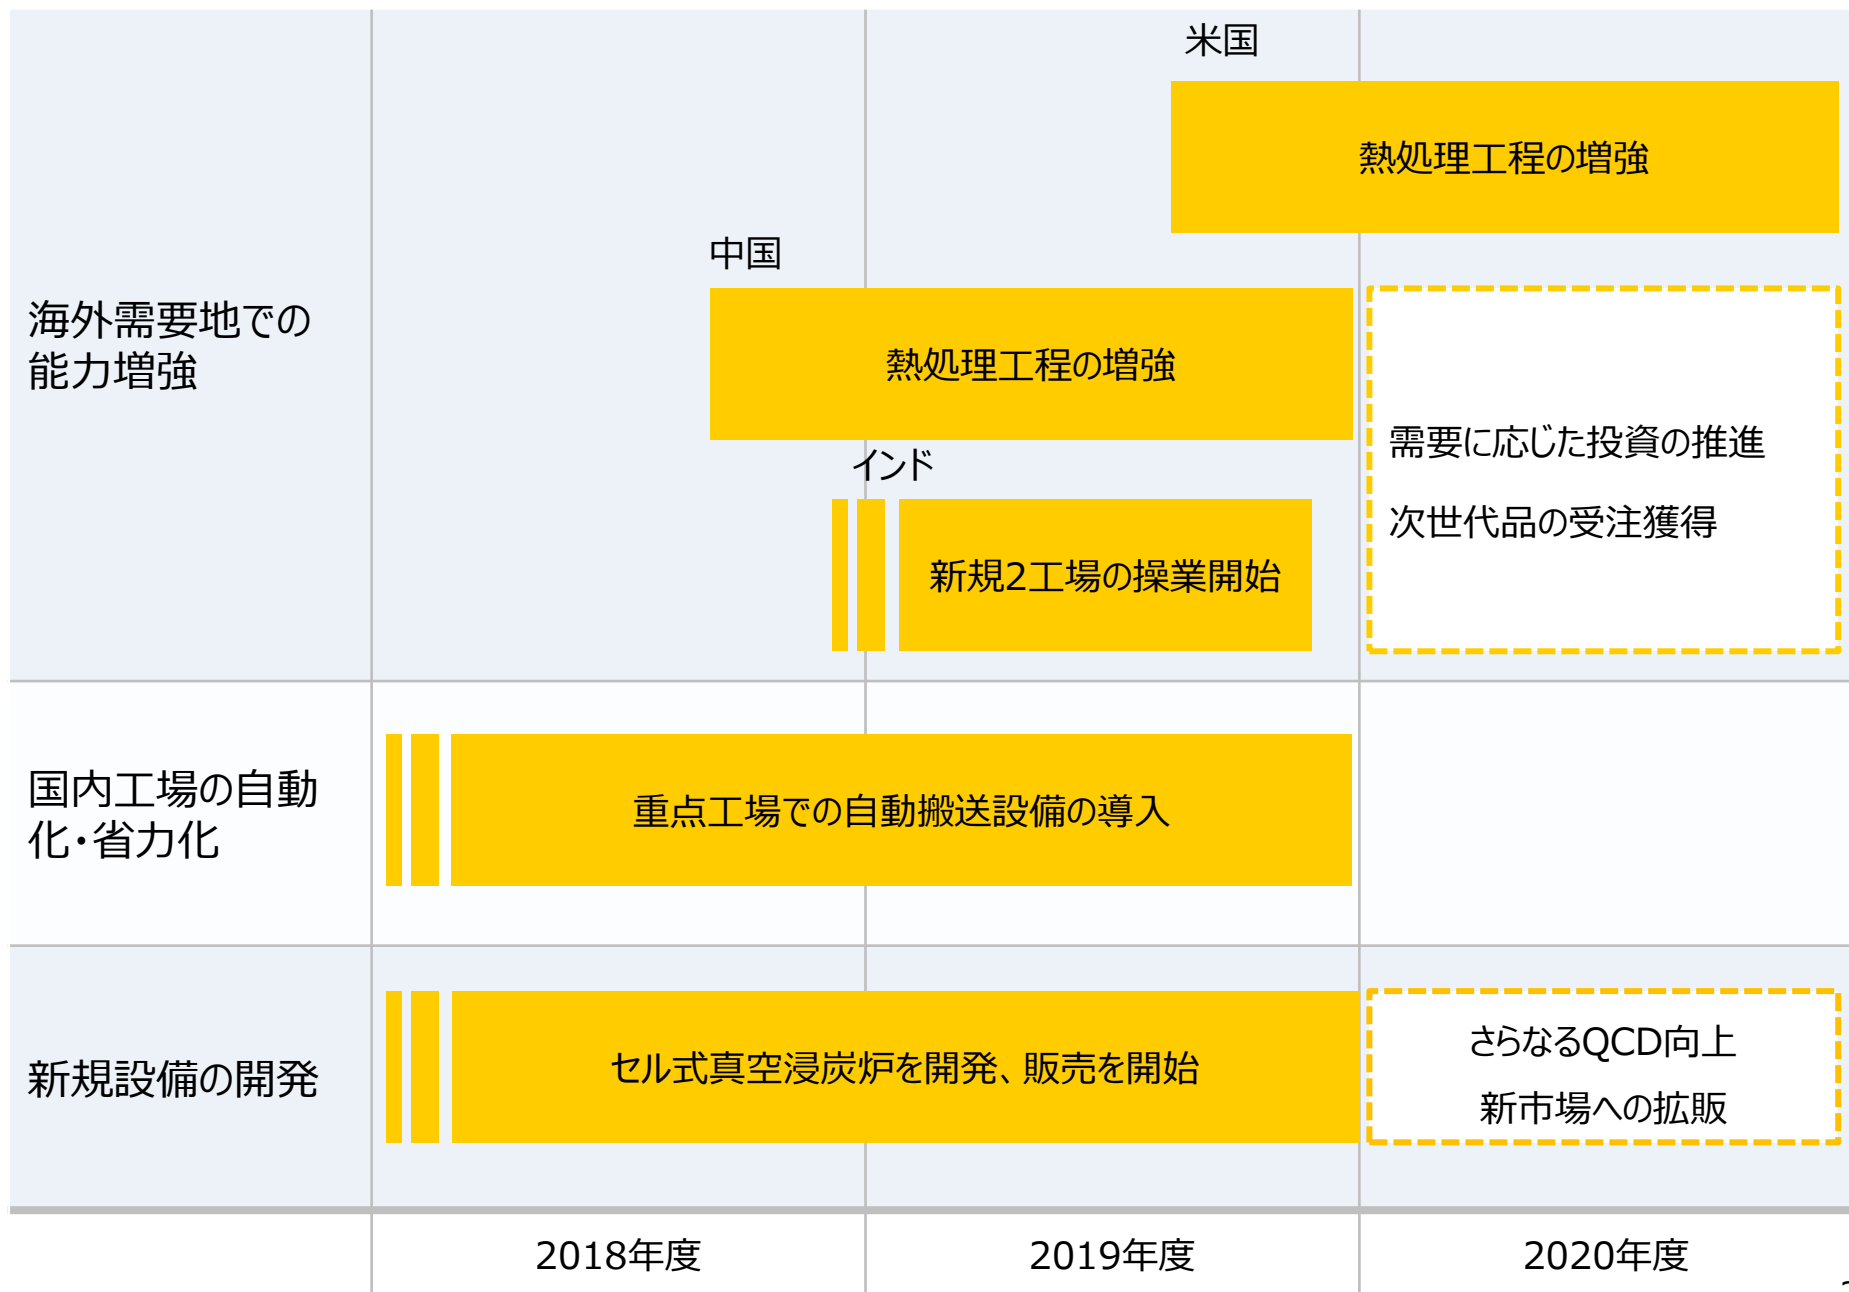 米国
熱処理工程の増強
中国
海外需要地での
能力増強
熱処理工程の増強
需要に応じた投資の推進
次世代品の受注獲得
インド
新規2工場の操業開始
国内工場の自動
化・省力化
重点工場での自動搬送設備の導入
新規設備の開発
セル式真空浸炭炉を開発、販売を開始
さらなるQCD向上
新市場への拡販
2018年度
2019年度
2020年度